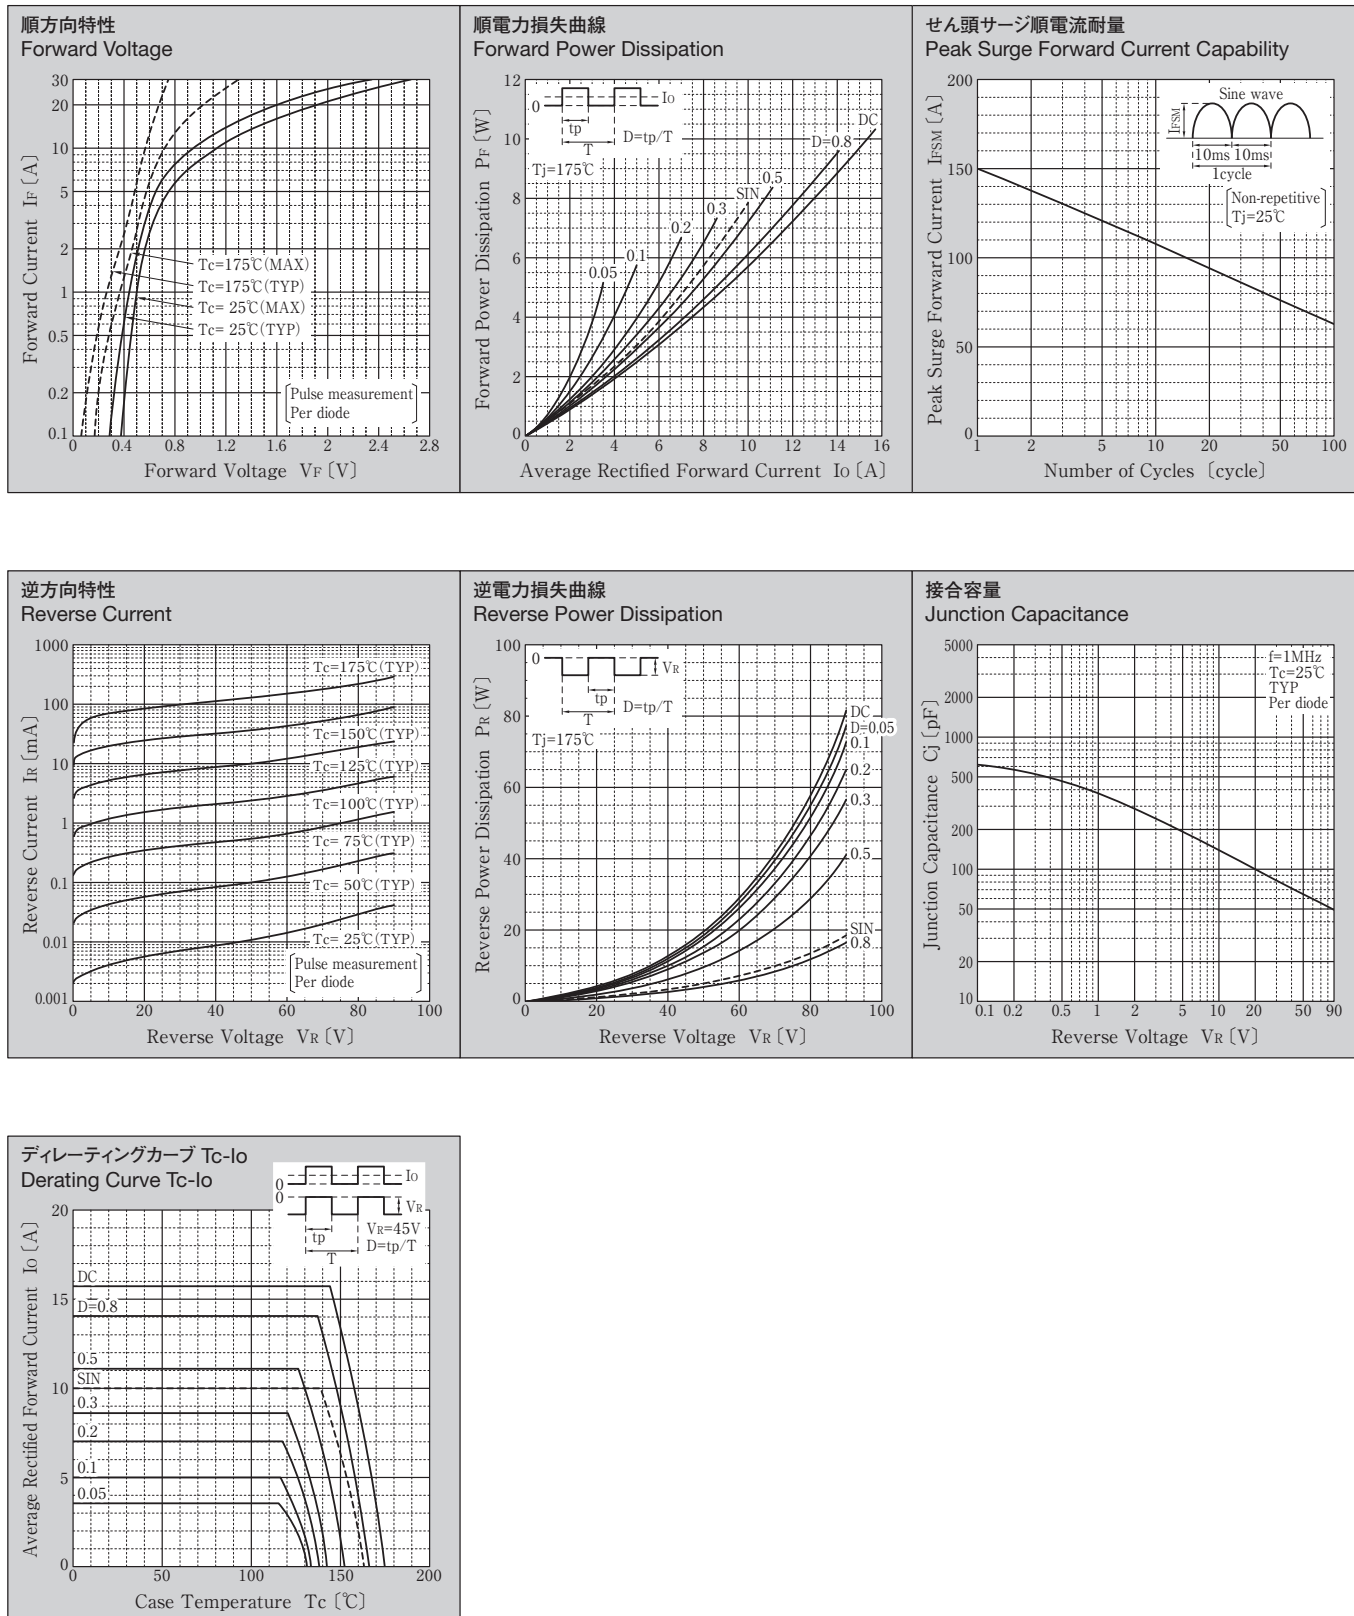 順方向特性
Forward Voltage
Forward Current IF [A]
30
20
10
5
2
1
0.5
0.2
0.1
Tc=175℃(MAX)
Tc=175℃(TYP)
Tc= 25℃(MAX)
Tc= 25℃(TYP)
Pulse measurement
Per diode
0 0.4 0.8 1.2 1.6 2 2.4 2.8
Forward Voltage VF [V]
順電力損失曲線
Forward Power Dissipation
Forward Power Dissipation PF [W]
12
10
8
6
4
2
0
0
IO
tp
T
D=tp/T
Tj=175℃
DC
D=0.8
0.5
SIN
0.3
0.2
0.1
0.05
0 2 4 6 8 10 12 14 16
Average Rectified Forward Current IO [A]
せん頭サージ順電流耐量
Peak Surge Forward Current Capability
Peak Surge Forward Current IFSM [A]
200
150
100
50
0
Sine wave
IFSM
10ms 10ms
1cycle
Non-repetitive
Tj=25℃
1 2 5 10 20 50 100
Number of Cycles [cycle]
逆方向特性
Reverse Current
Reverse Current IR [mA]
1000
100
10
1
0.1
0.01
0.001
Tc=175℃(TYP)
Tc=150℃(TYP)
Tc=125℃(TYP)
Tc=100℃(TYP)
Tc= 75℃(TYP)
Tc= 50℃(TYP)
Tc= 25℃(TYP)
Pulse measurement
Per diode
0 20 40 60 80 100
Reverse Voltage VR [V]
逆電力損失曲線
Reverse Power Dissipation
Reverse Power Dissipation PR [W]
100
80
60
40
20
0
0
VR
tp
T
D=tp/T
Tj=175℃
DC
D=0.05
0.1
0.2
0.3
0.5
SIN
0.8
0 20 40 60 80 100
Reverse Voltage VR [V]
接合容量
Junction Capacitance
Junction Capacitance Cj [pF]
5000
2000
1000
500
200
100
50
20
10
f=1MHz
Tc=25℃
TYP
Per diode
0.1 0.2 0.5 1 2 5 10 20 50 90
Reverse Voltage VR [V]
ディレーティングカーブ Tc-Io
Derating Curve Tc-Io
Average Rectified Forward Current IO [A]
0
IO
0
VR
tp
T
VR=45V
D=tp/T
20
15
10
5
0
DC
D=0.8
0.5
SIN
0.3
0.2
0.1
0.05
0 50 100 150 200
Case Temperature Tc [℃]